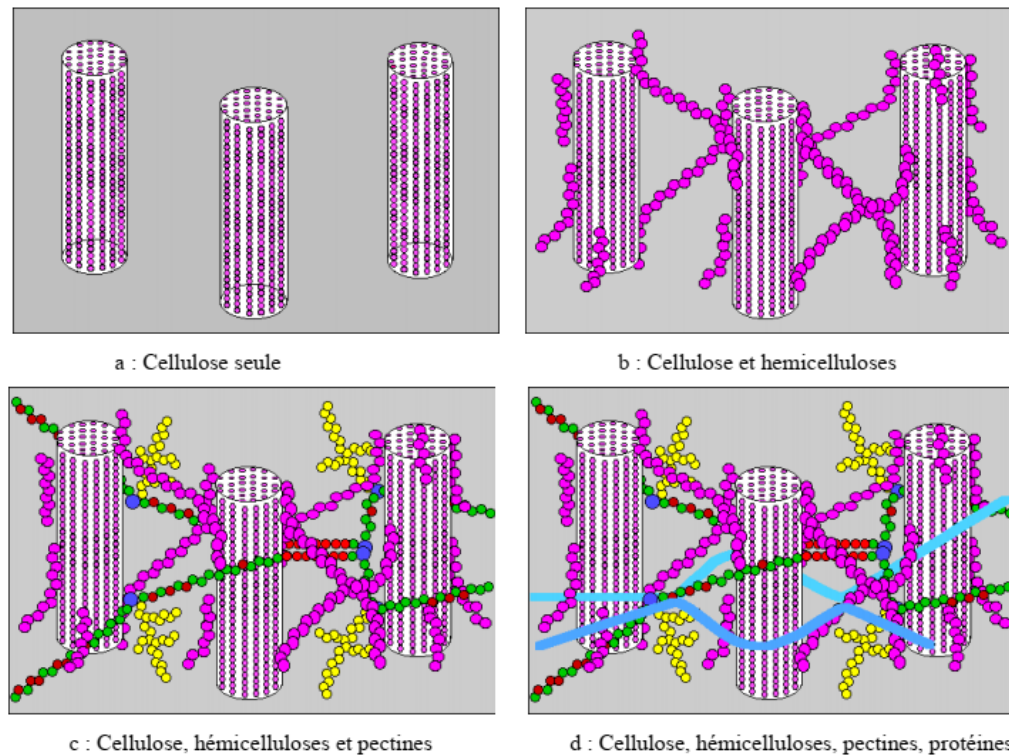 a : Cellulose seule
b : Cellulose et hemicelluloses
c : Cellulose, hémicelluloses et pectines
d : Cellulose, hémicelluloses, pectines, protéines